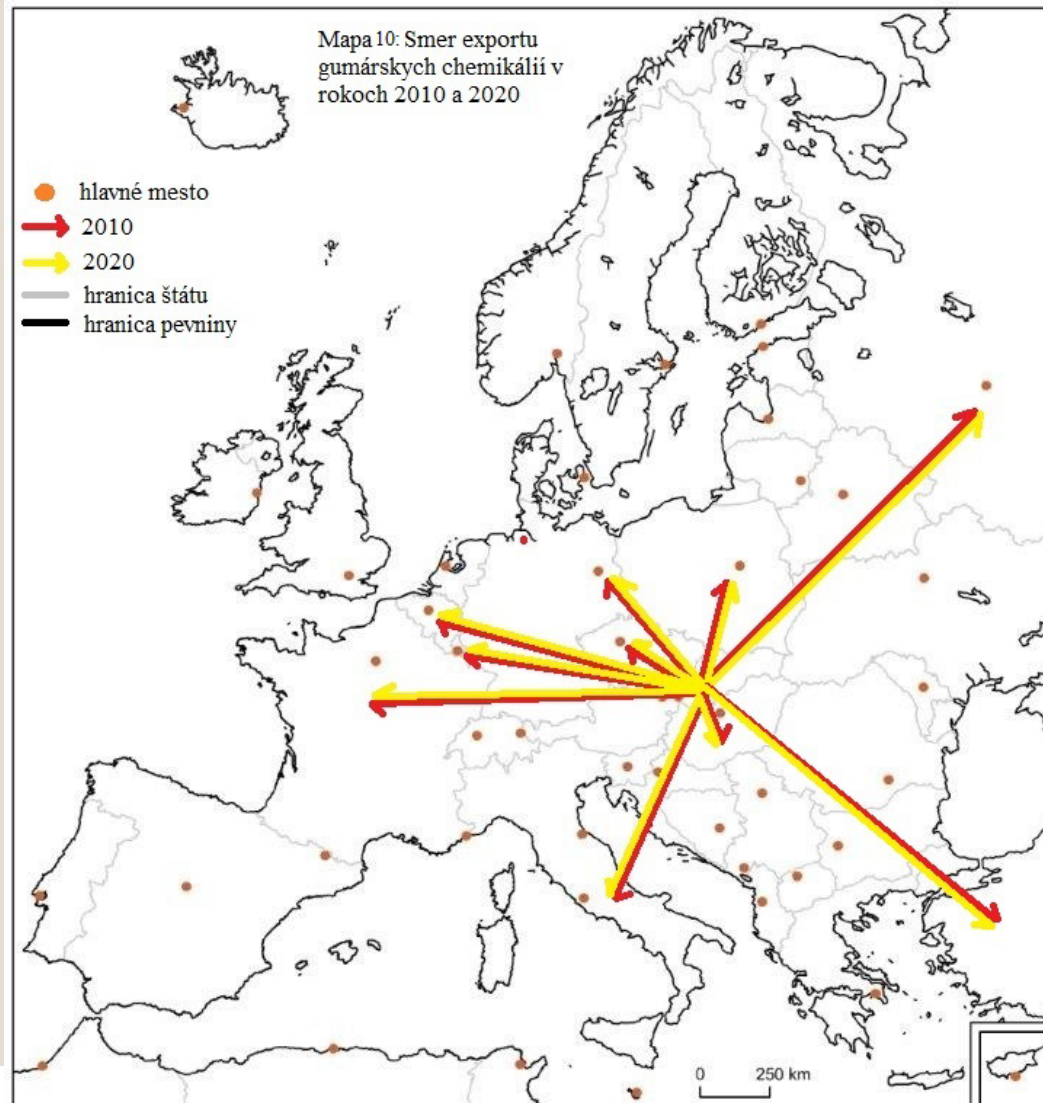 Mapa 10: Smer exportu
gumárskych chemikálií v
rokoch 2010 a 2020
hlavné mesto
2010
2020
hranica štátu
hranica pevniny
0 250 km